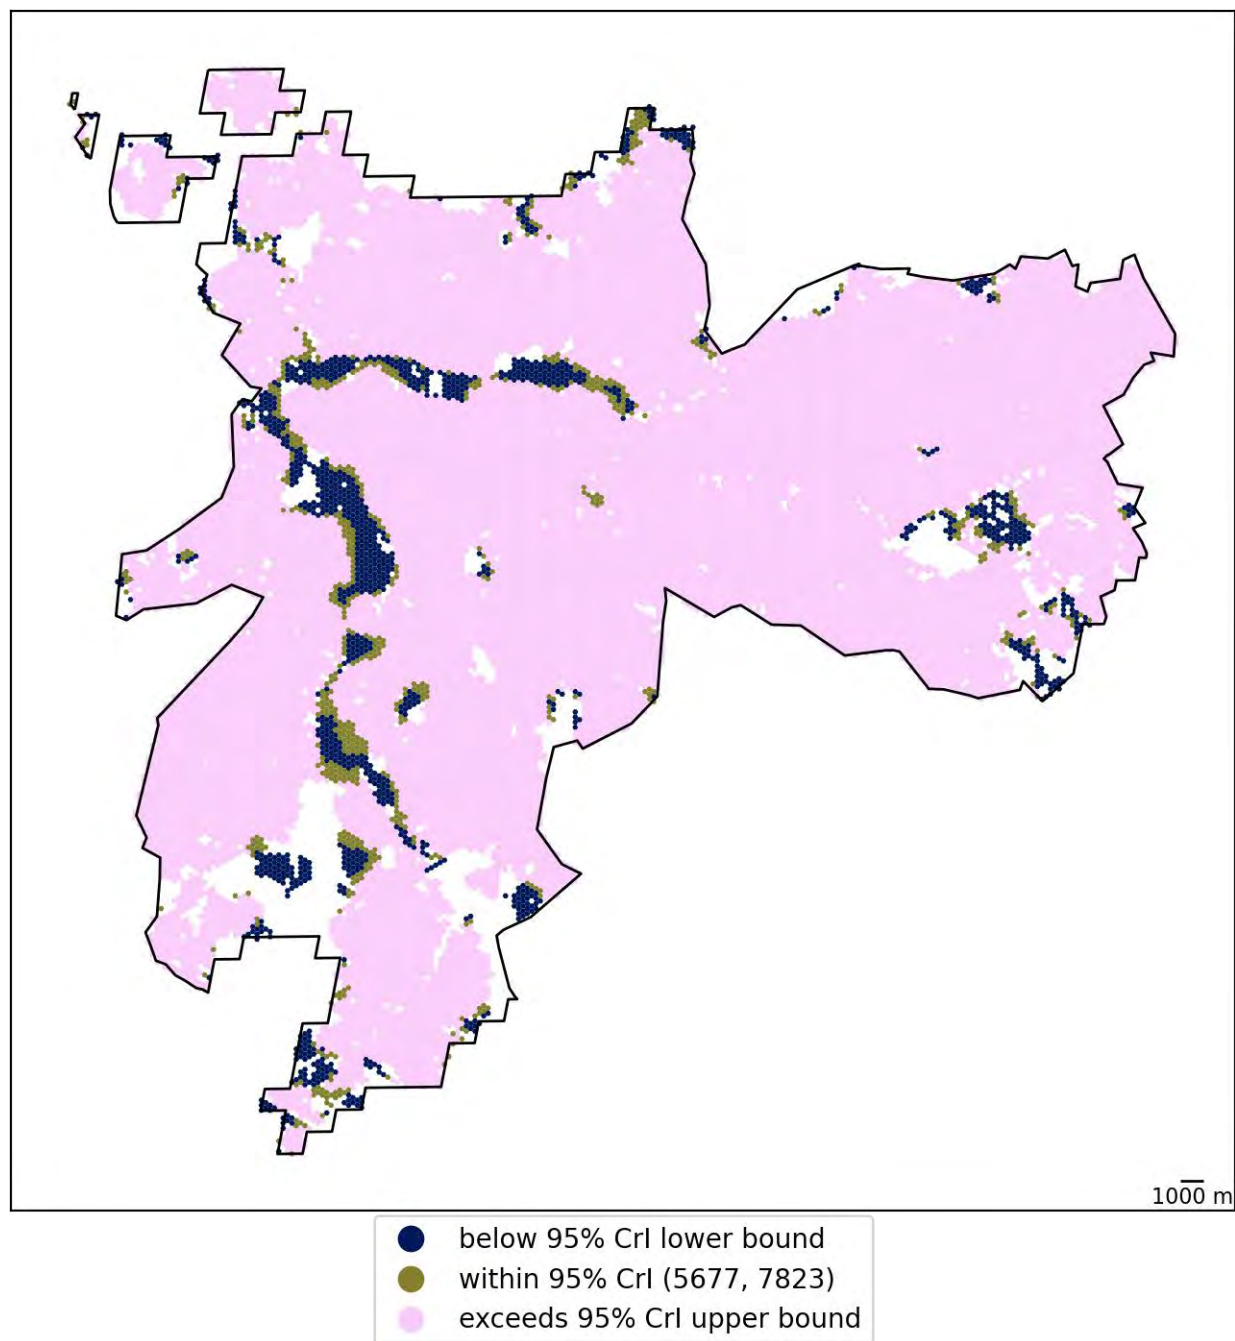 1000 m
below 95% CrI lower bound
within 95% CrI (5677, 7823)
exceeds 95% CrI upper bound